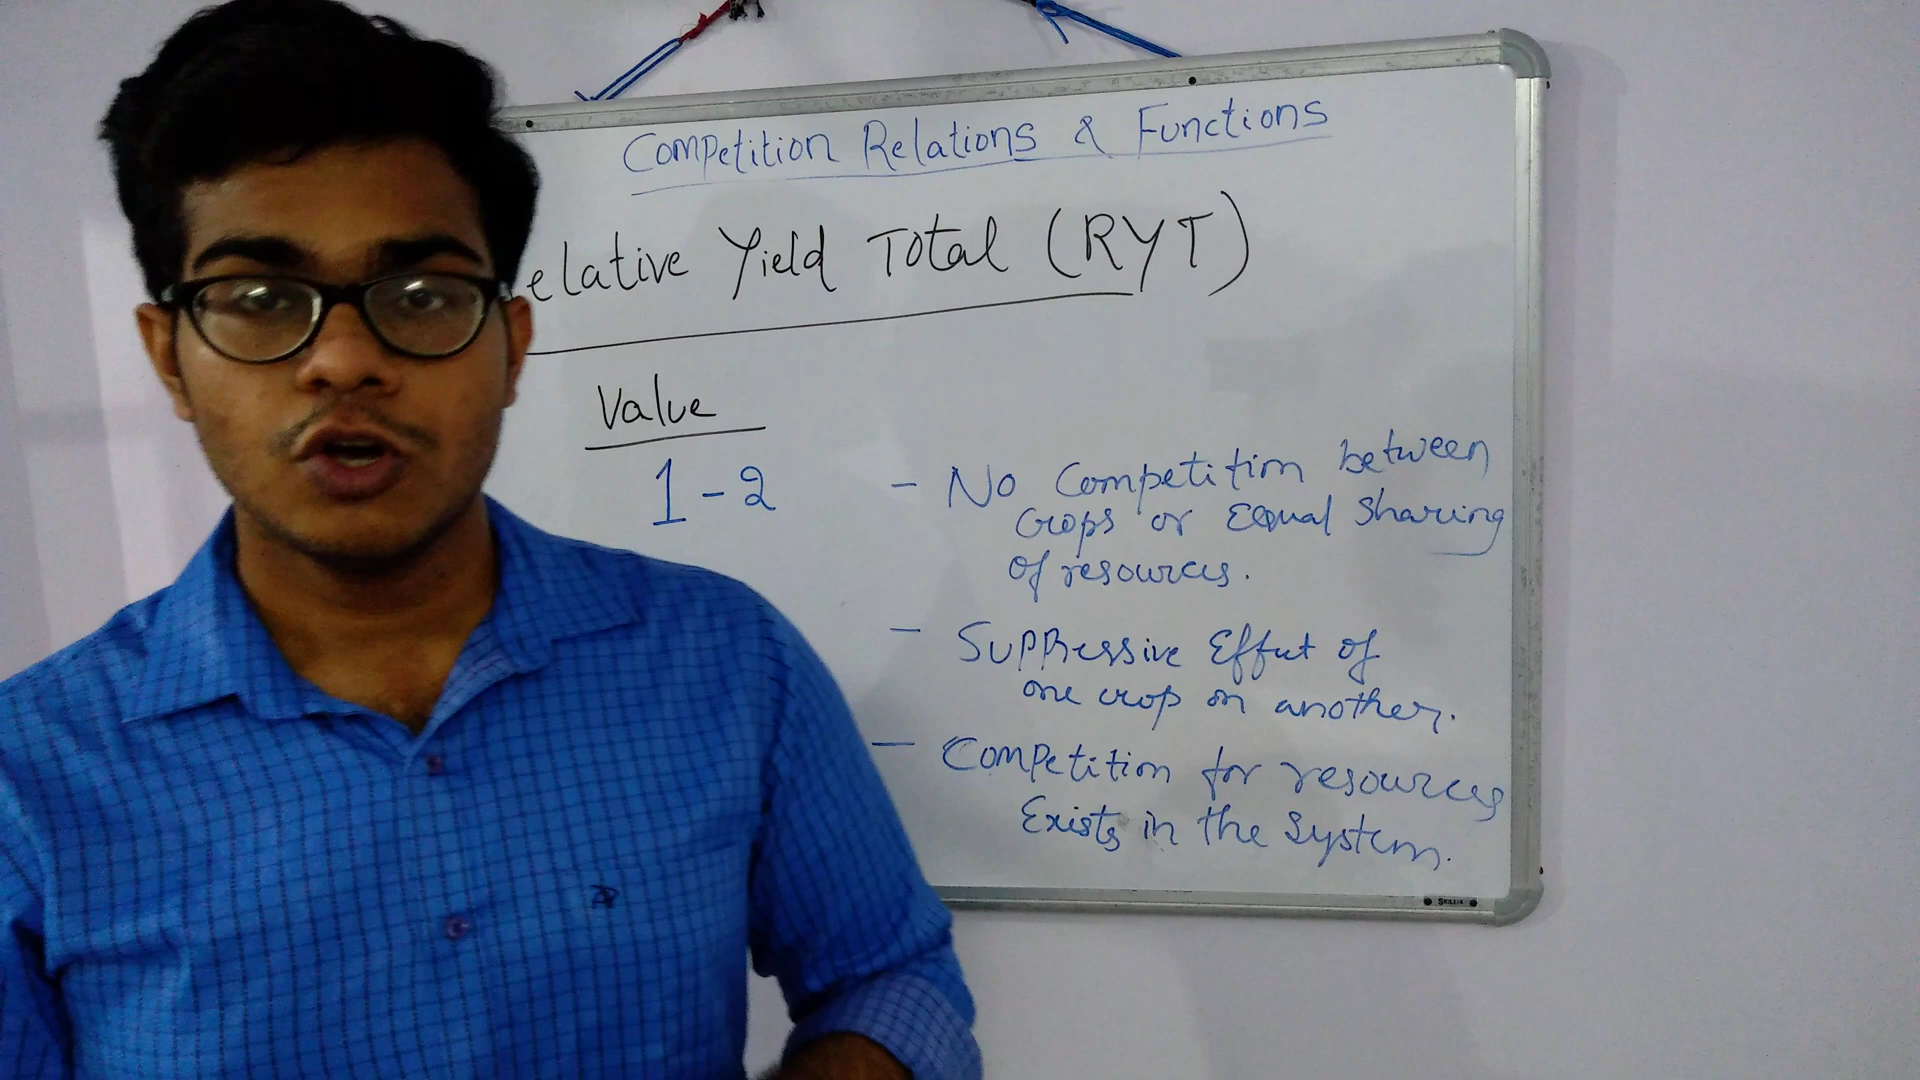 Competition Relations & Functions
elative Yield Total (RYT)
Value
1-2
- No Competition between
Crops or Equal Sharing
of resources.
- Suppressive Effect of
one crop on another.
- Competition for resources
Exists in the System.
SKILLIA